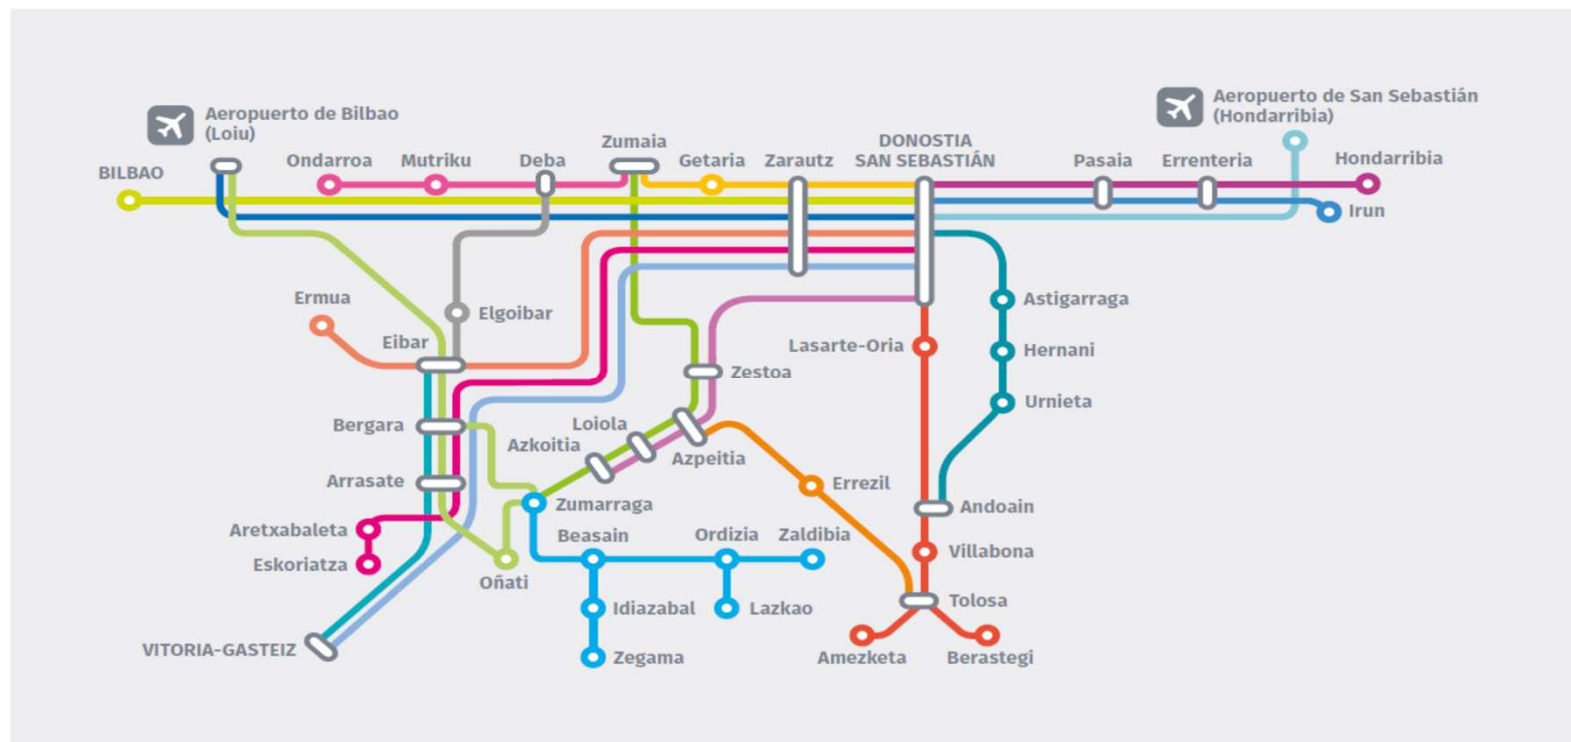 Aeropuerto de San Sebastián
(Hondarribia)
Aeropuerto de Bilbao
(Loiu)
BILBAO
Ondarroa
Mutriku
Deba
Zumaia
Getaria
Zarautz
DONOSTIA
SAN SEBASTIÁN
Pasaia
Errenteria
Hondarribia
Irun
Ermua
Elgoibar
Eibar
Astigarraga
Lasarte-Oria
Hernani
Zestoa
Urnieta
Bergara
Loiola
Azkoitia
Azpeitia
Arrasate
Errezil
Zumarraga
Andoain
Aretxabaleta
Beasain
Ordizia
Zaldibia
Villabona
Eskoriatza
Oñati
Idiazabal
Lazkao
Tolosa
VITORIA-GASTEIZ
Zegama
Amezketa
Berastegi